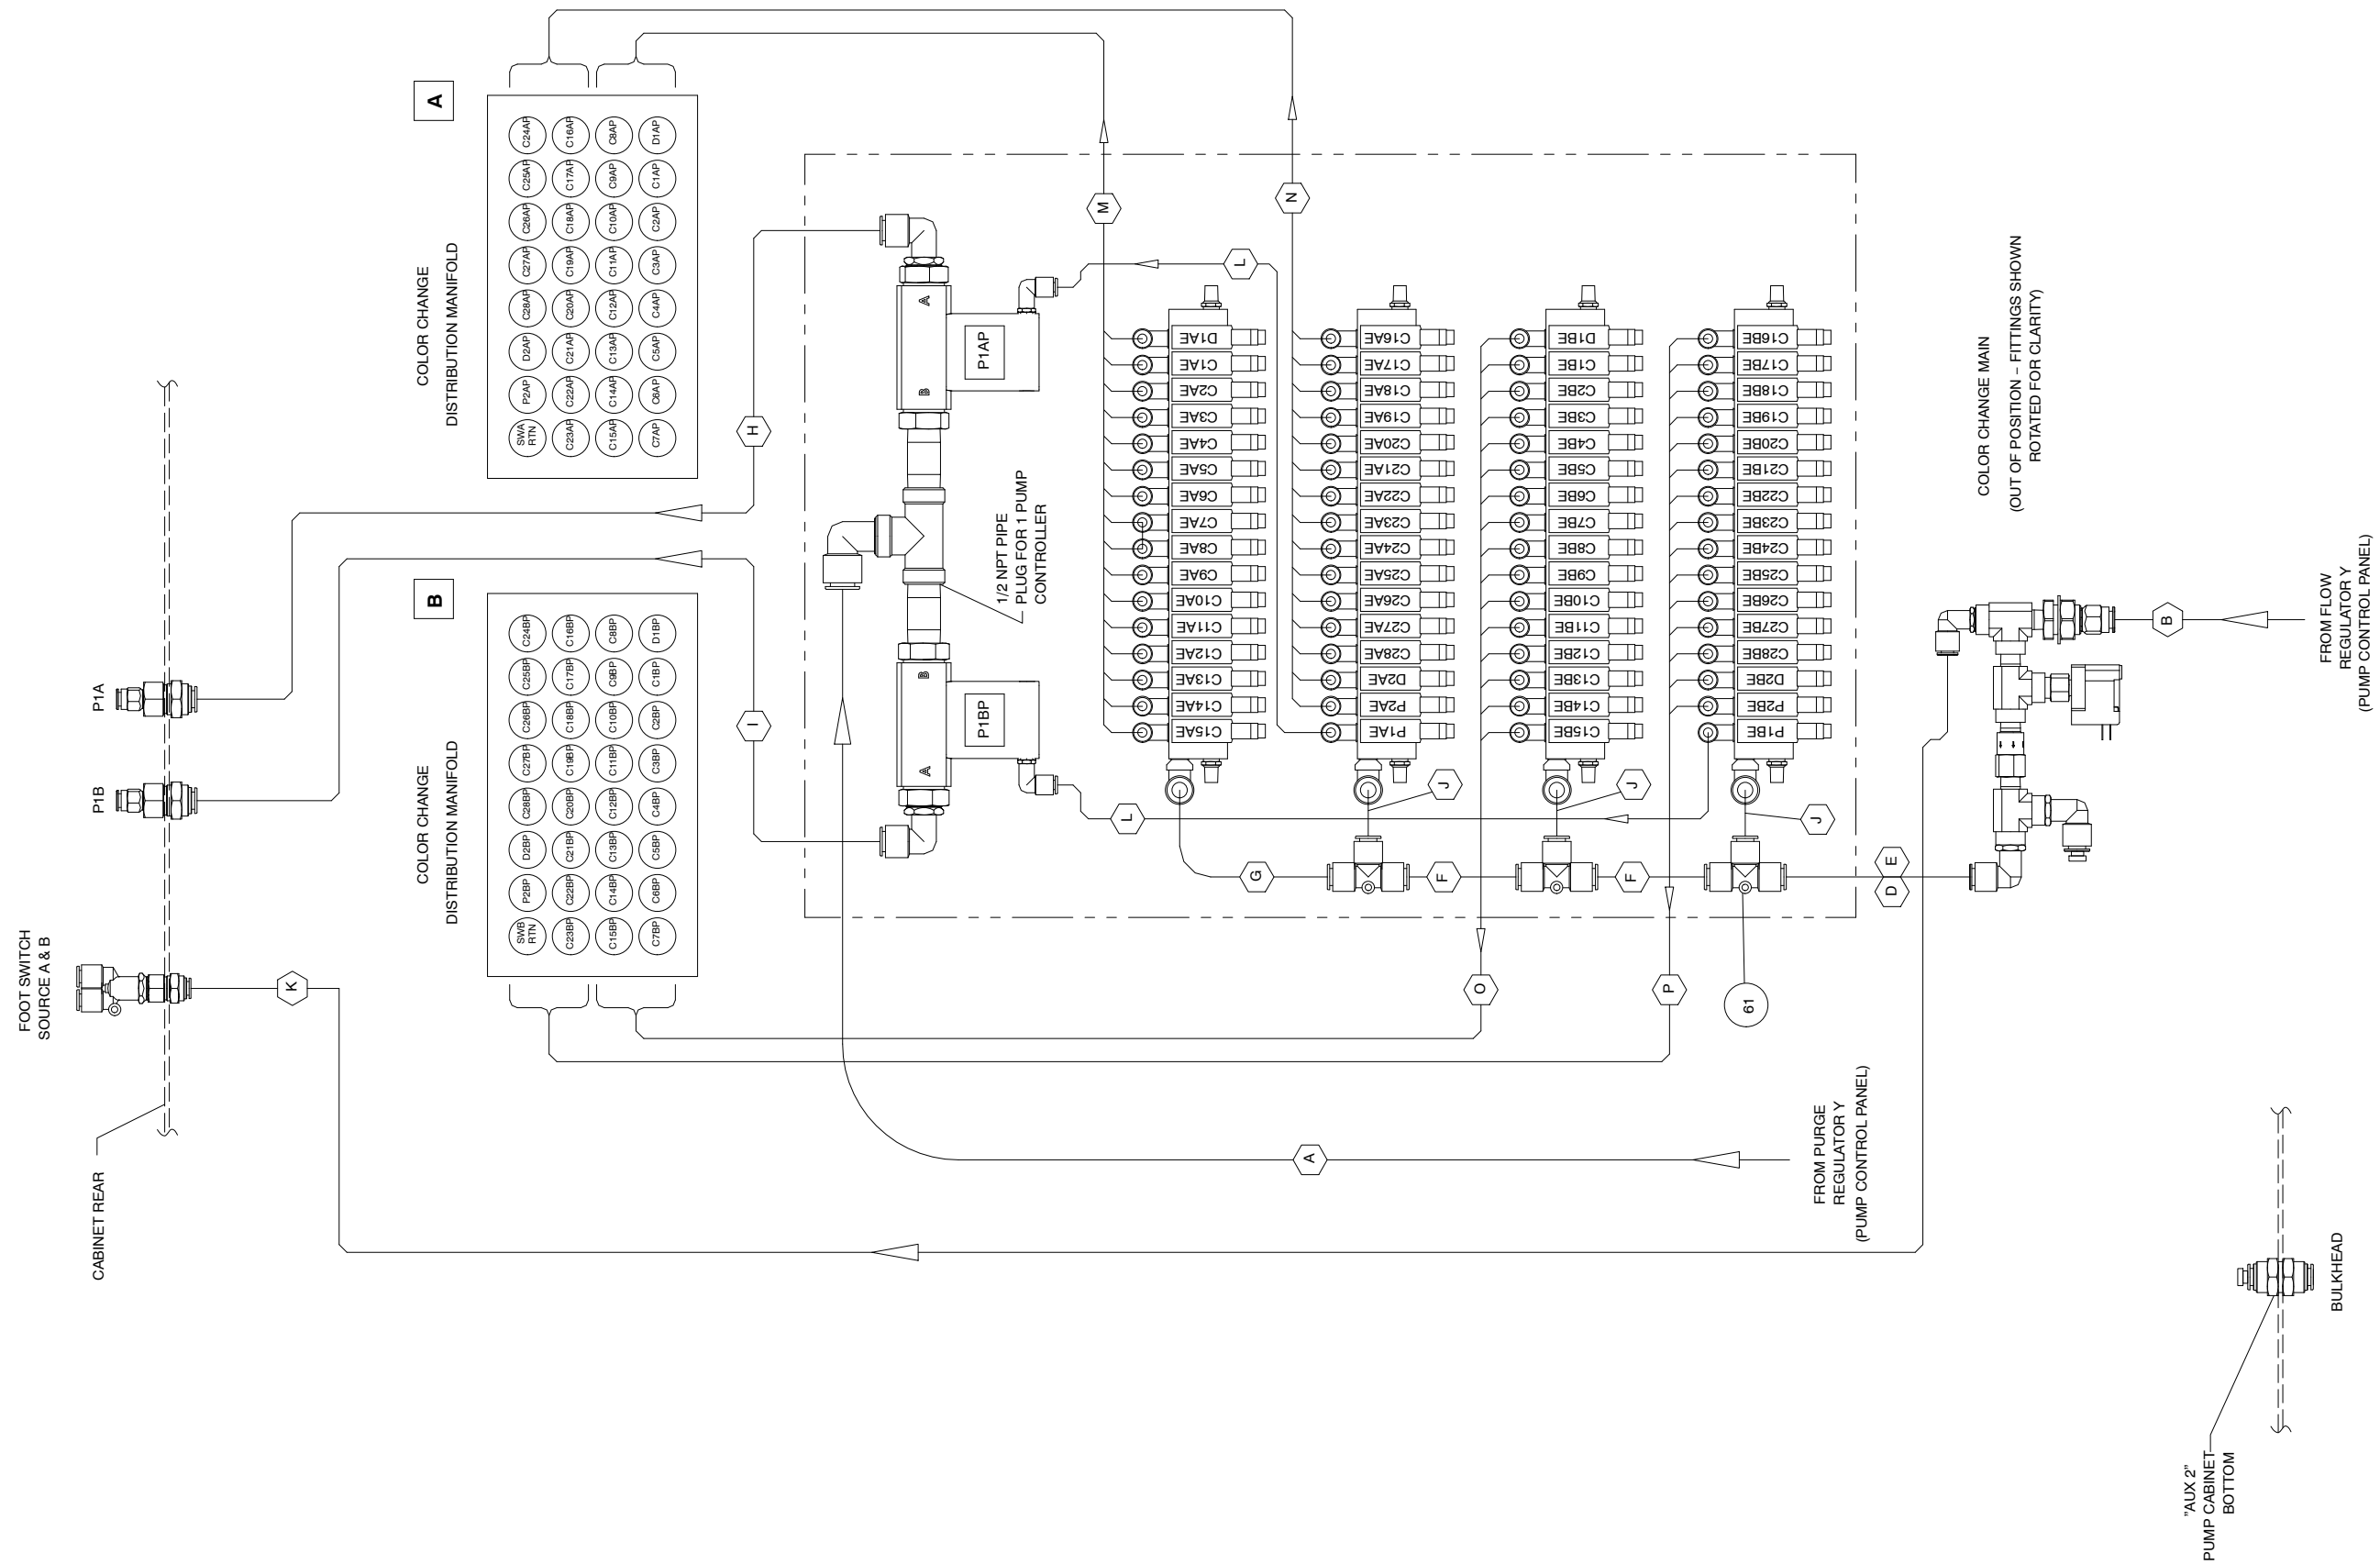 FOOT SWITCH
SOURCE A & B
P1B
P1A
CABINET REAR
K
COLOR CHANGE
DISTRIBUTION MANIFOLD
B
SWB
RTN
P2BP
D2BP
C28BP
C27BP
C26BP
C25BP
C24BP
C23BP
C22BP
C21BP
C20BP
C19BP
C18BP
C17BP
C16BP
C15BP
C14BP
C13BP
C12BP
C11BP
C10BP
C9BP
C8BP
C7BP
C6BP
C5BP
C4BP
C3BP
C2BP
C1BP
D1BP
COLOR CHANGE
DISTRIBUTION MANIFOLD
A
SWA
RTN
P2AP
D2AP
C28AP
C27AP
C26AP
C25AP
C24AP
C23AP
C22AP
C21AP
C20AP
C19AP
C18AP
C17AP
C16AP
C15AP
C14AP
C13AP
C12AP
C11AP
C10AP
C9AP
C8AP
C7AP
C6AP
C5AP
C4AP
C3AP
C2AP
C1AP
D1AP
I
H
A
B
B
A
P1BP
P1AP
1/2 NPT PIPE
PLUG FOR 1 PUMP
CONTROLLER
L
M
L
N
C15AE
C14AE
C13AE
C12AE
C11AE
C10AE
C9AE
C8AE
C7AE
C6AE
C5AE
C4AE
C3AE
C2AE
C1AE
D1AE
G
J
P1AE
P2AE
D2AE
C28AE
C27AE
C26AE
C25AE
C24AE
C23AE
C22AE
C21AE
C20AE
C19AE
C18AE
C17AE
C16AE
F
J
O
C15BE
C14BE
C13BE
C12BE
C11BE
C10BE
C9BE
C8BE
C7BE
C6BE
C5BE
C4BE
C3BE
C2BE
C1BE
D1BE
F
J
P
P1BE
P2BE
D2BE
C28BE
C27BE
C26BE
C25BE
C24BE
C23BE
C22BE
C21BE
C20BE
C19BE
C18BE
C17BE
C16BE
61
A
FROM PURGE
REGULATOR Y
(PUMP CONTROL PANEL)
D
E
COLOR CHANGE MAIN
(OUT OF POSITION – FITTINGS SHOWN
ROTATED FOR CLARITY)
B
FROM FLOW
REGULATOR Y
(PUMP CONTROL PANEL)
"AUX 2"
PUMP CABINET
BOTTOM
BULKHEAD